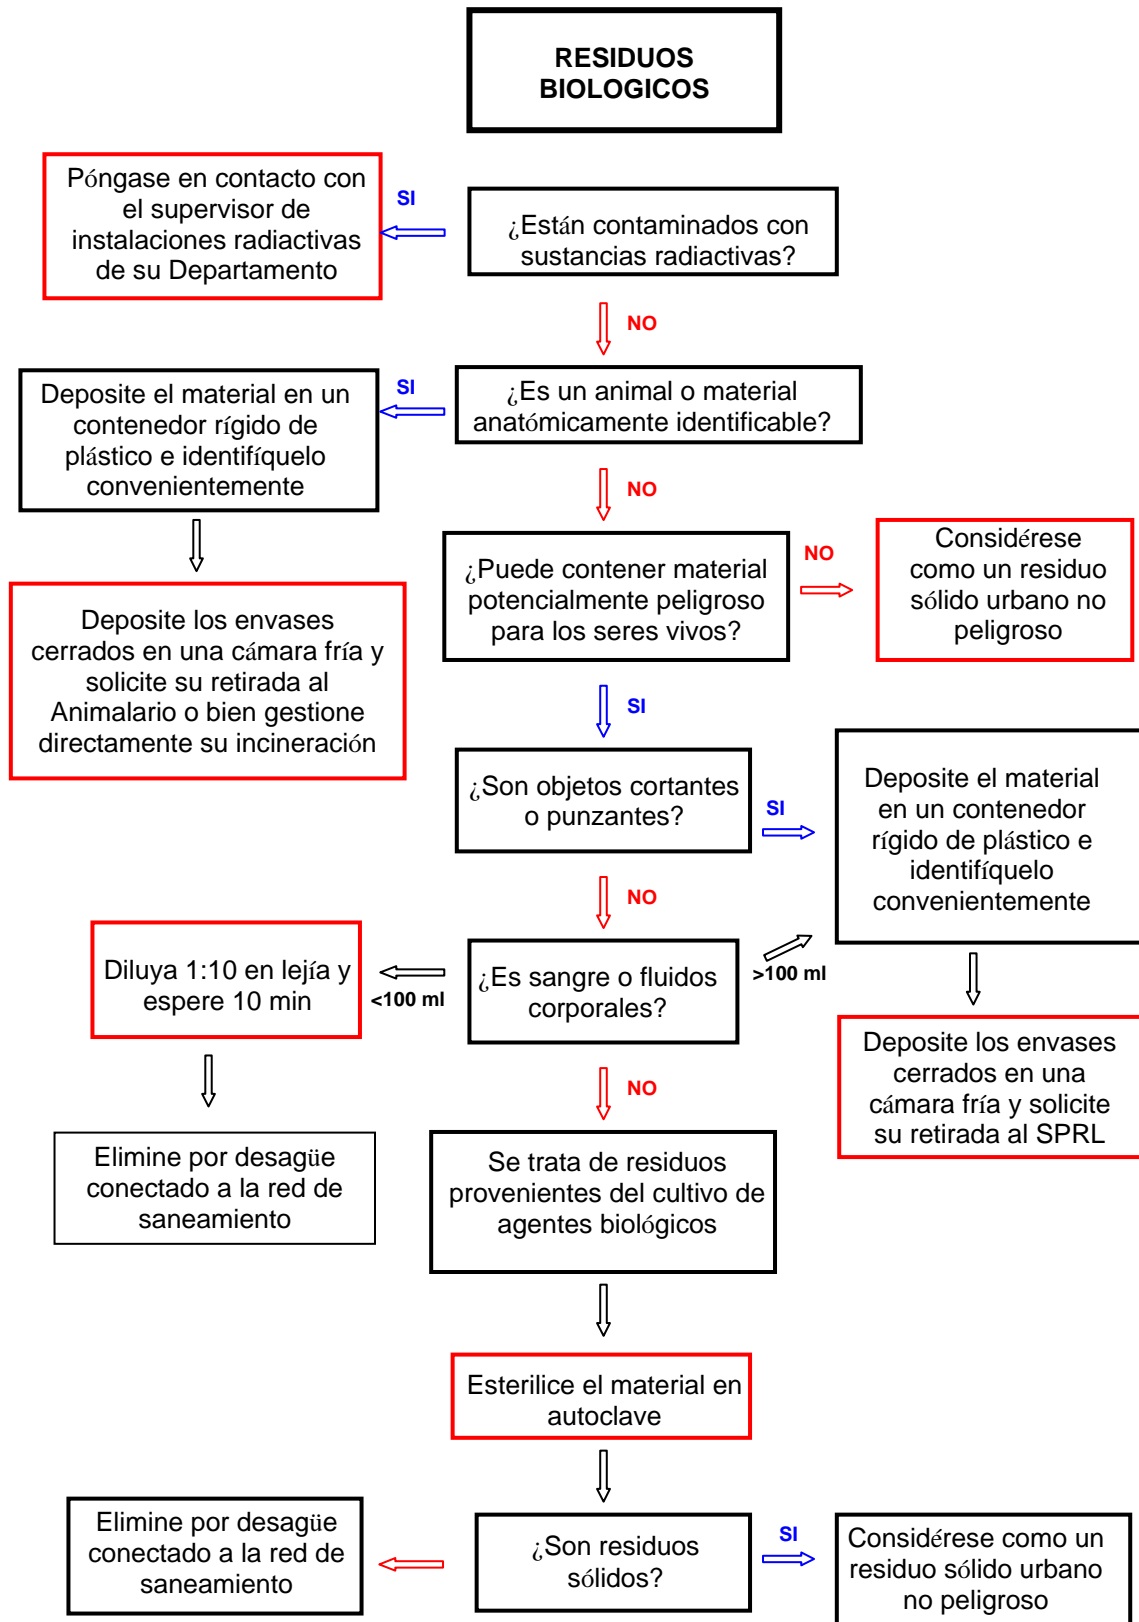 RESIDUOS
BIOLOGICOS
Póngase en contacto con
el supervisor de
instalaciones radiactivas
de su Departamento
SI
¿Están contaminados con
sustancias radiactivas?
NO
Deposite el material en un
contenedor rígido de
plástico e identifíquelo
convenientemente
SI
¿Es un animal o material
anatómicamente identificable?
NO
Deposite los envases
cerrados en una cámara fría y
solicite su retirada al
Animalario o bien gestione
directamente su incineración
¿Puede contener material
potencialmente peligroso
para los seres vivos?
NO
Considérese
como un residuo
sólido urbano no
peligroso
SI
¿Son objetos cortantes
o punzantes?
SI
Deposite el material
en un contenedor
rígido de plástico e
identifíquelo
convenientemente
NO
Diluya 1:10 en lejía y
espere 10 min
<100 ml
¿Es sangre o fluidos
corporales?
>100 ml
Deposite los envases
cerrados en una
cámara fría y solicite
su retirada al SPRL
NO
Elimine por desagüe
conectado a la red de
saneamiento
Se trata de residuos
provenientes del cultivo de
agentes biológicos
Esterilice el material en
autoclave
Elimine por desagüe
conectado a la red de
saneamiento
¿Son residuos
sólidos?
SI
Considérese como un
residuo sólido urbano
no peligroso